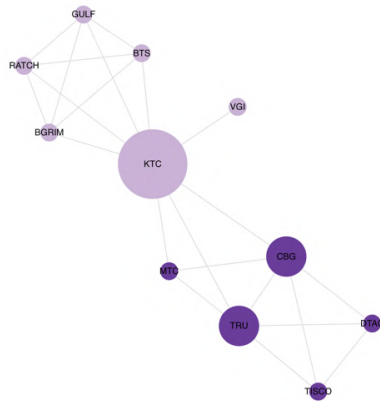 GULF
BTS
RATCH
VGI
BGRIM
KTC
CBG
MTC
DTAC
TRU
TISCO